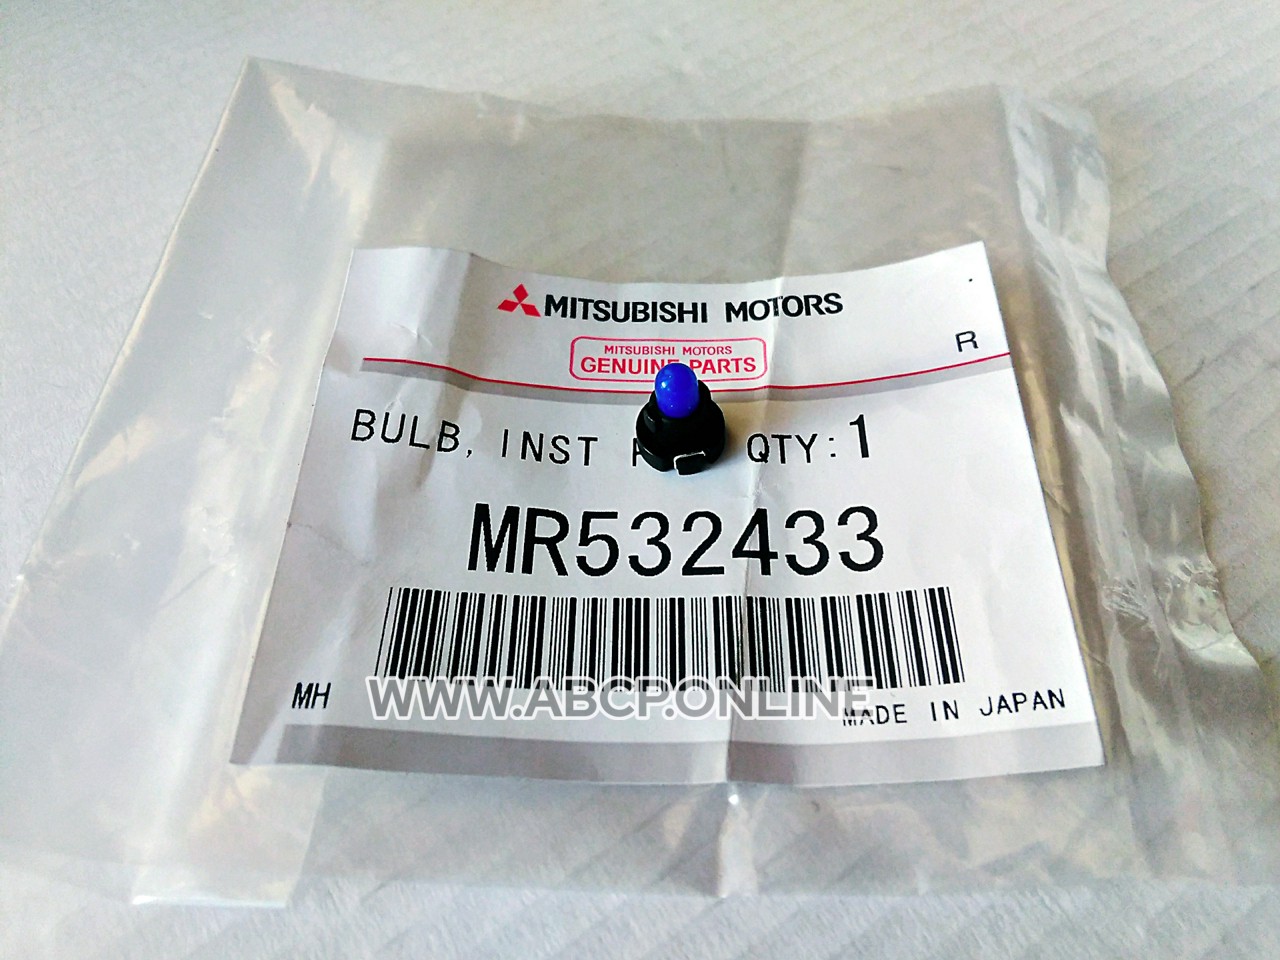 MITSUBISHI MOTORS
MITSUBISHI MOTORS
GENUINE PARTS
R
BULB, INST QTY: 1
MR532433
MH
WWW.ABCP.ONLINE
MADE IN JAPAN